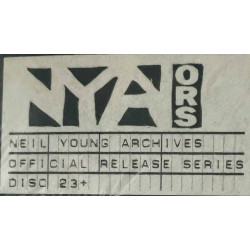 NYA ORS
NEIL YOUNG ARCHIVES
OFFICIAL RELEASE SERIES
DISC 23+